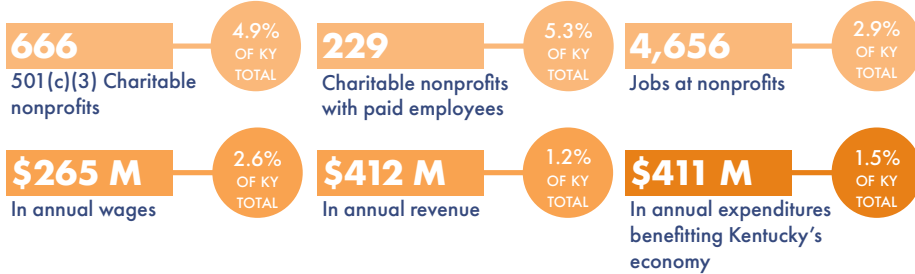 666
4.9%
OF KY
TOTAL
501(c)(3) Charitable
nonprofits
229
5.3%
OF KY
TOTAL
Charitable nonprofits
with paid employees
4,656
2.9%
OF KY
TOTAL
Jobs at nonprofits
$265 M
2.6%
OF KY
TOTAL
In annual wages
$412 M
1.2%
OF KY
TOTAL
In annual revenue
$411 M
1.5%
OF KY
TOTAL
In annual expenditures
benefitting Kentucky's
economy